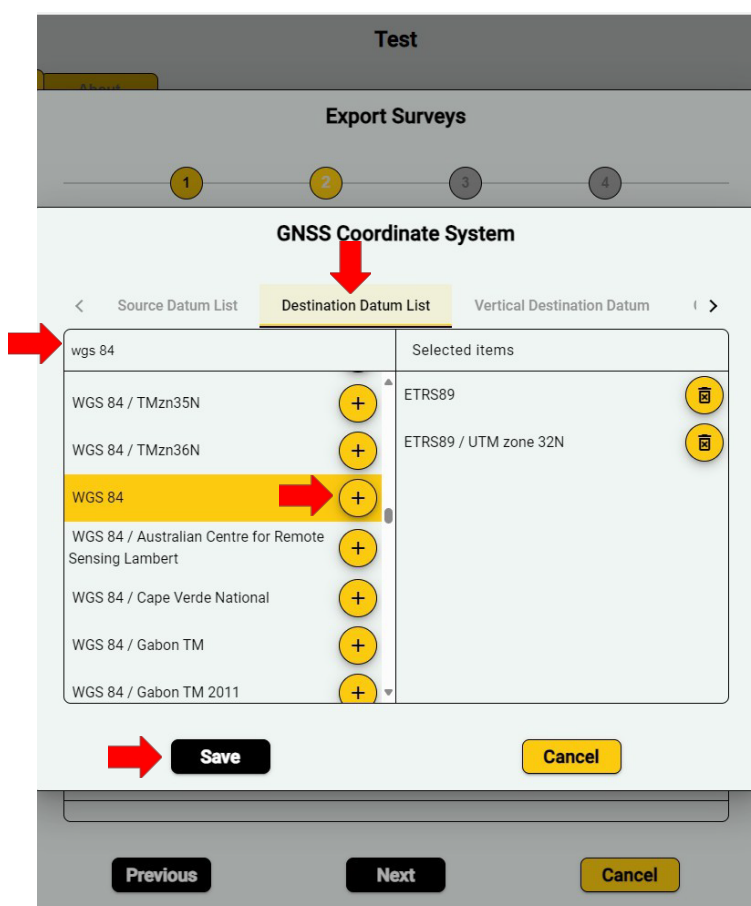 Test
About
Export Surveys
1
2
3
4
GNSS Coordinate System
Source Datum List
Destination Datum List
Vertical Destination Datum
wgs 84
Selected items
WGS 84 / TMzn35N
ETRS89
WGS 84 / TMzn36N
ETRS89 / UTM zone 32N
WGS 84
WGS 84 / Australian Centre for Remote
Sensing Lambert
WGS 84 / Cape Verde National
WGS 84 / Gabon TM
WGS 84 / Gabon TM 2011
Save
Cancel
Previous
Next
Cancel